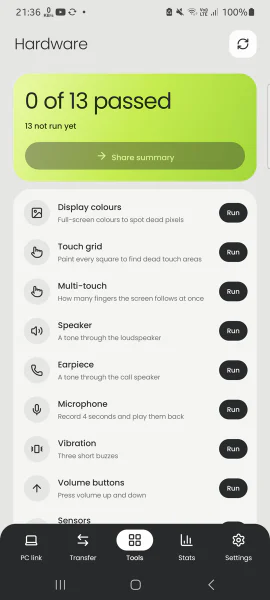 21:36 0 KB/s 100%
Hardware
0 of 13 passed
13 not run yet
Share summary
Display colours
Full-screen colours to spot dead pixels
Run
Touch grid
Paint every square to find dead touch areas
Run
Multi-touch
How many fingers the screen follows at once
Run
Speaker
A tone through the loudspeaker
Run
Earpiece
A tone through the call speaker
Run
Microphone
Record 4 seconds and play them back
Run
Vibration
Three short buzzes
Run
Volume buttons
Press volume up and down
Run
Sensors
PC link
Transfer
Tools
Stats
Settings